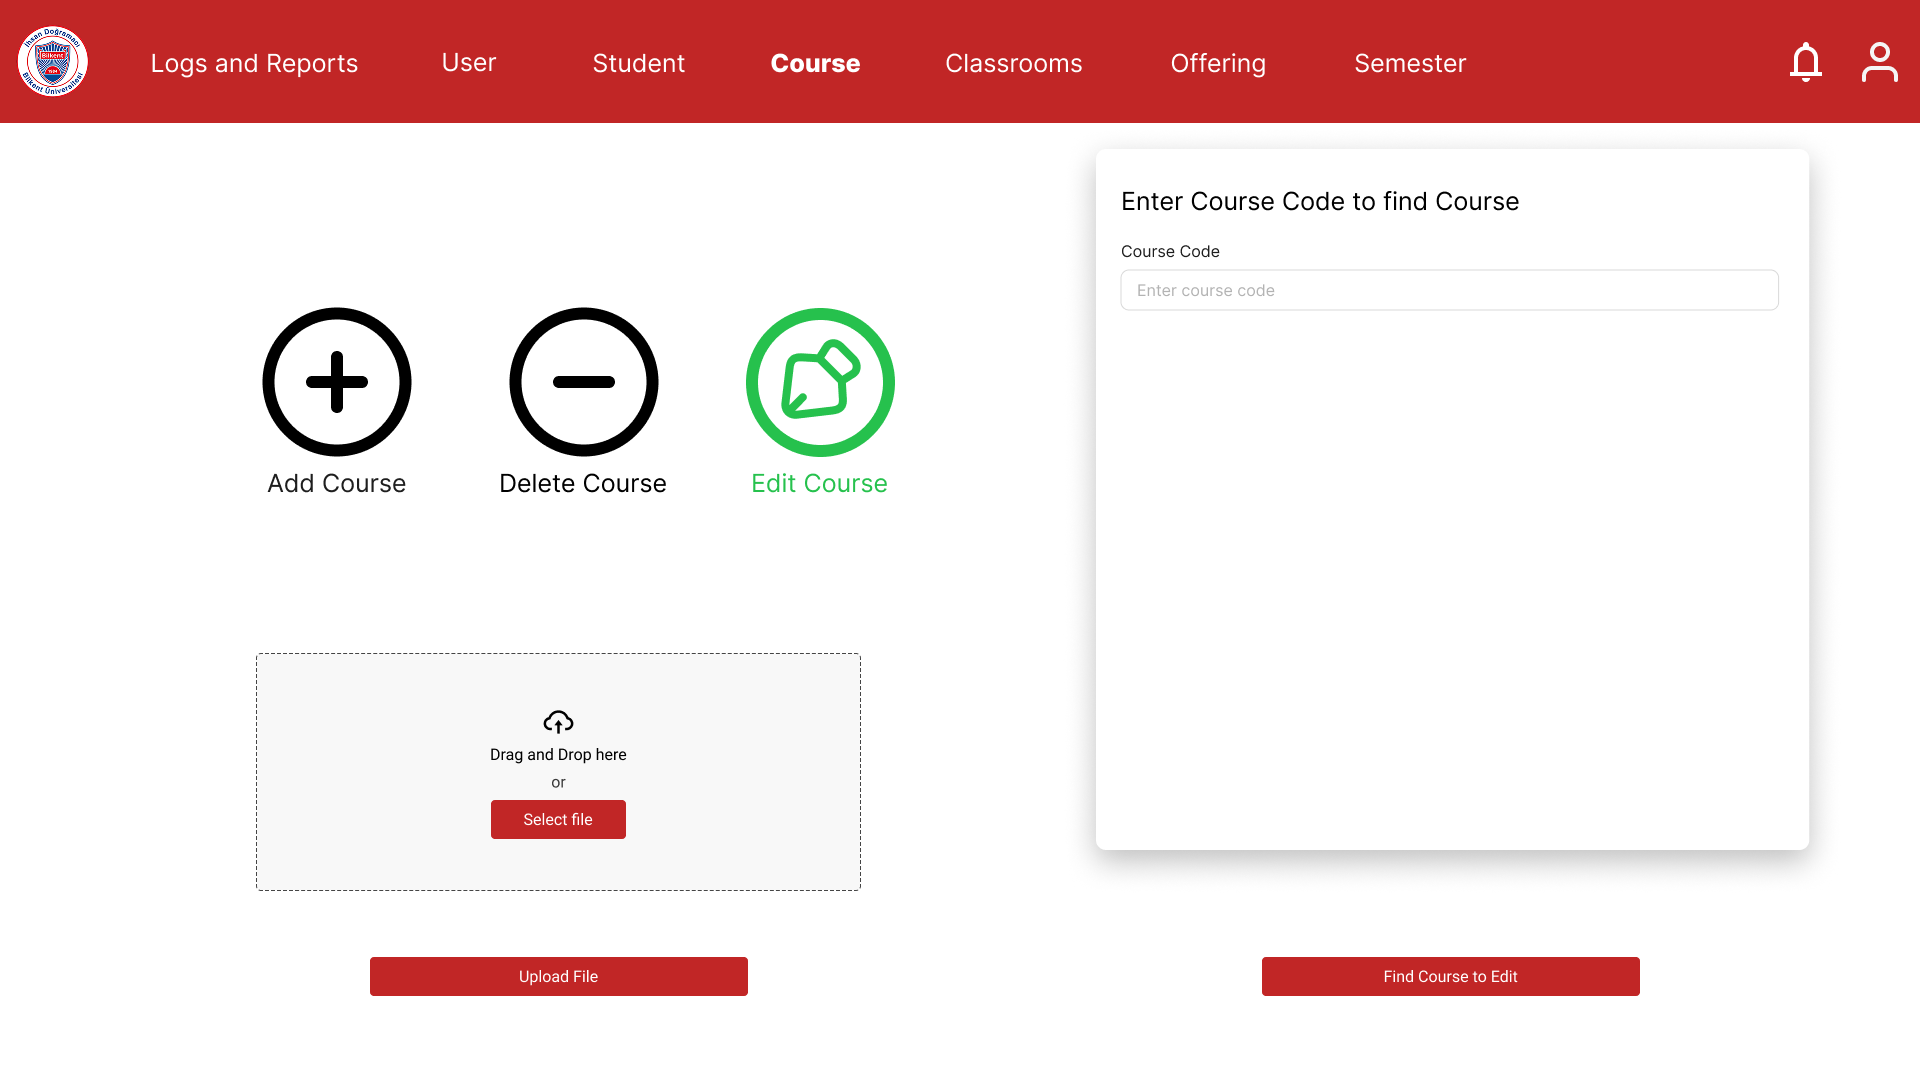 İhsan Doğramacı
Bilkent
1984
Bilkent Üniversitesi
Logs and Reports
User
Student
Course
Classrooms
Offering
Semester
Enter Course Code to find Course
Course Code
Enter course code
Add Course
Delete Course
Edit Course
Drag and Drop here
or
Select file
Upload File
Find Course to Edit